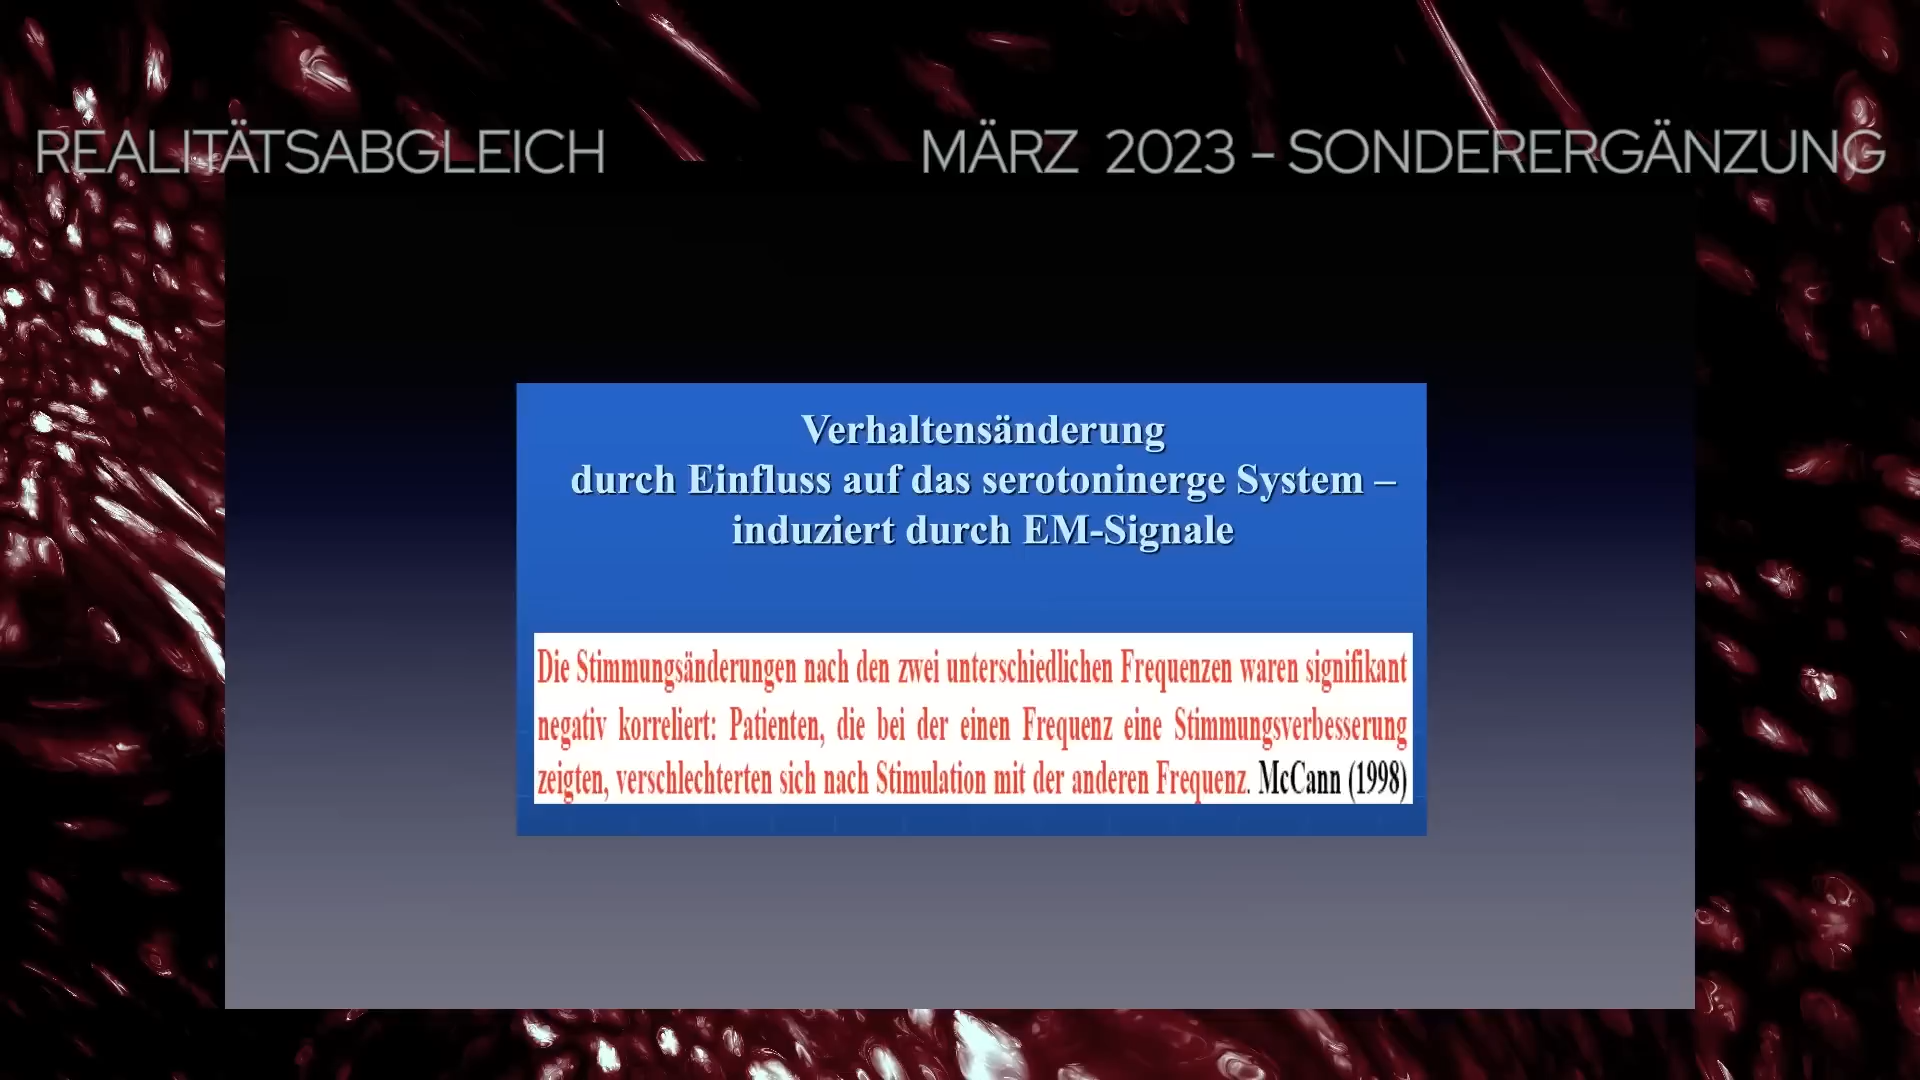 REALITÄTSABGLEICH
MÄRZ 2023 – SONDERERGÄNZUNG
Verhaltensänderung
durch Einfluss auf das serotoninerge System –
induziert durch EM-Signale
Die Stimmungsänderungen nach den zwei unterschiedlichen Frequenzen waren signifikant
negativ korreliert: Patienten, die bei der einen Frequenz eine Stimmungsverbesserung
zeigten, verschlechterten sich nach Stimulation mit der anderen Frequenz. McCann (1998)